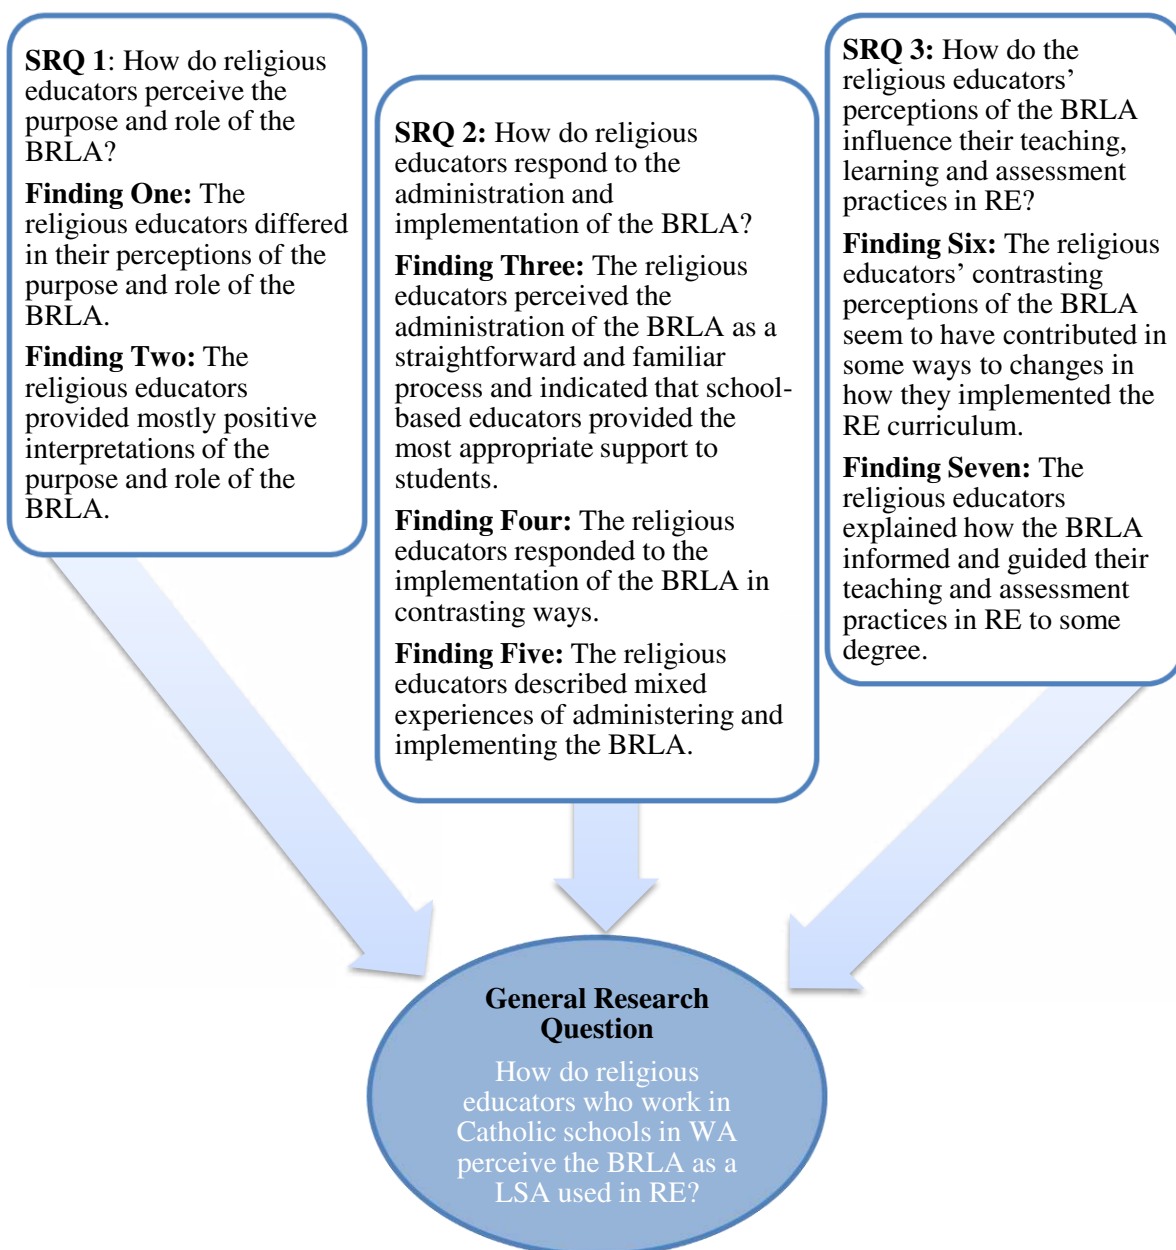 SRQ 1: How do religious
educators perceive the
purpose and role of the
BRLA?
Finding One: The
religious educators differed
in their perceptions of the
purpose and role of the
BRLA.
Finding Two: The
religious educators
provided mostly positive
interpretations of the
purpose and role of the
BRLA.
SRQ 2: How do religious
educators respond to the
administration and
implementation of the BRLA?
Finding Three: The religious
educators perceived the
administration of the BRLA as a
straightforward and familiar
process and indicated that school-
based educators provided the
most appropriate support to
students.
Finding Four: The religious
educators responded to the
implementation of the BRLA in
contrasting ways.
Finding Five: The religious
educators described mixed
experiences of administering and
implementing the BRLA.
SRQ 3: How do the
religious educators’
perceptions of the BRLA
influence their teaching,
learning and assessment
practices in RE?
Finding Six: The religious
educators’ contrasting
perceptions of the BRLA
seem to have contributed in
some ways to changes in
how they implemented the
RE curriculum.
Finding Seven: The
religious educators
explained how the BRLA
informed and guided their
teaching and assessment
practices in RE to some
degree.
General Research
Question
How do religious
educators who work in
Catholic schools in WA
perceive the BRLA as a
LSA used in RE?